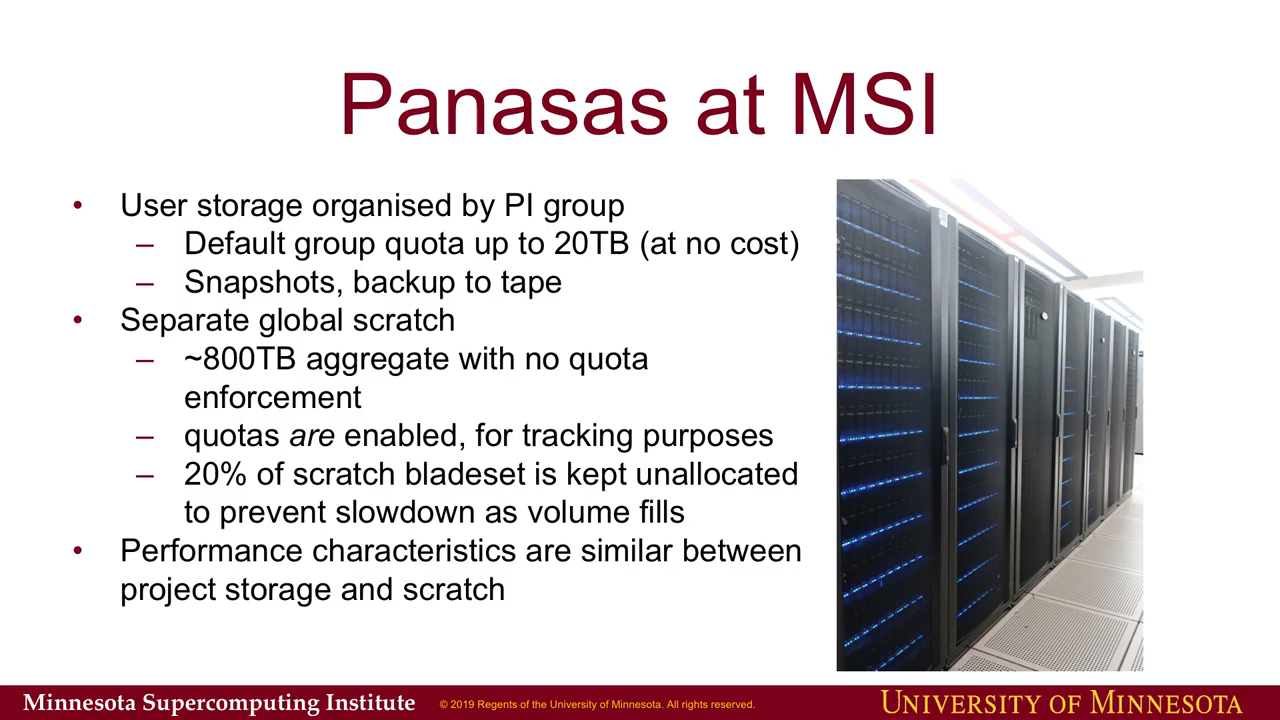 Panasas at MSI
• User storage organised by PI group
– Default group quota up to 20TB (at no cost)
– Snapshots, backup to tape
• Separate global scratch
– ~800TB aggregate with no quota
enforcement
– quotas are enabled, for tracking purposes
– 20% of scratch bladeset is kept unallocated
to prevent slowdown as volume fills
• Performance characteristics are similar between
project storage and scratch
Minnesota Supercomputing Institute
© 2019 Regents of the University of Minnesota. All rights reserved.
UNIVERSITY OF MINNESOTA